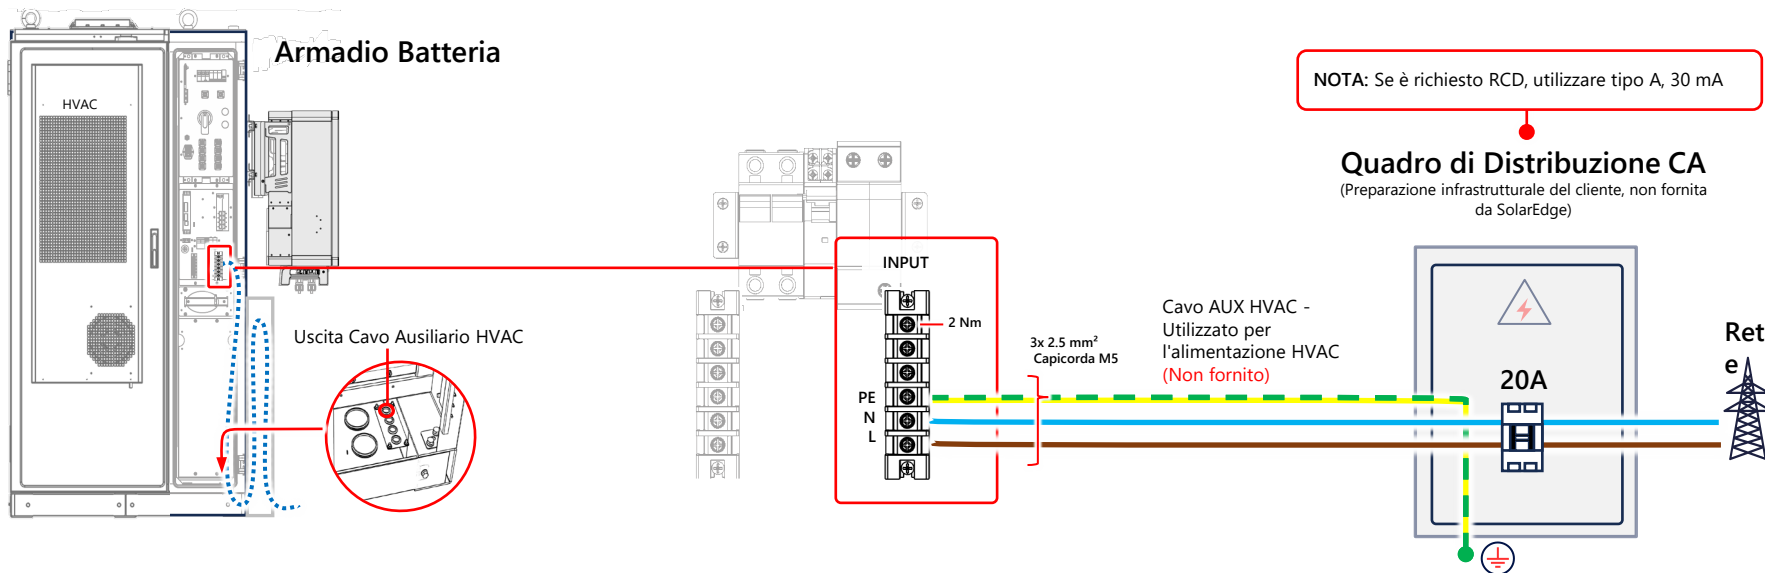 Armadio Batteria
HVAC
Uscita Cavo Ausiliario HVAC
INPUT
2 Nm
PE
N
L
3x 2.5 mm²
Capicorda M5
Cavo AUX HVAC -
Utilizzato per
l'alimentazione HVAC
(Non fornito)
NOTA: Se è richiesto RCD, utilizzare tipo A, 30 mA
Quadro di Distribuzione CA
(Preparazione infrastrutturale del cliente, non fornita
da SolarEdge)
20A
Ret
e